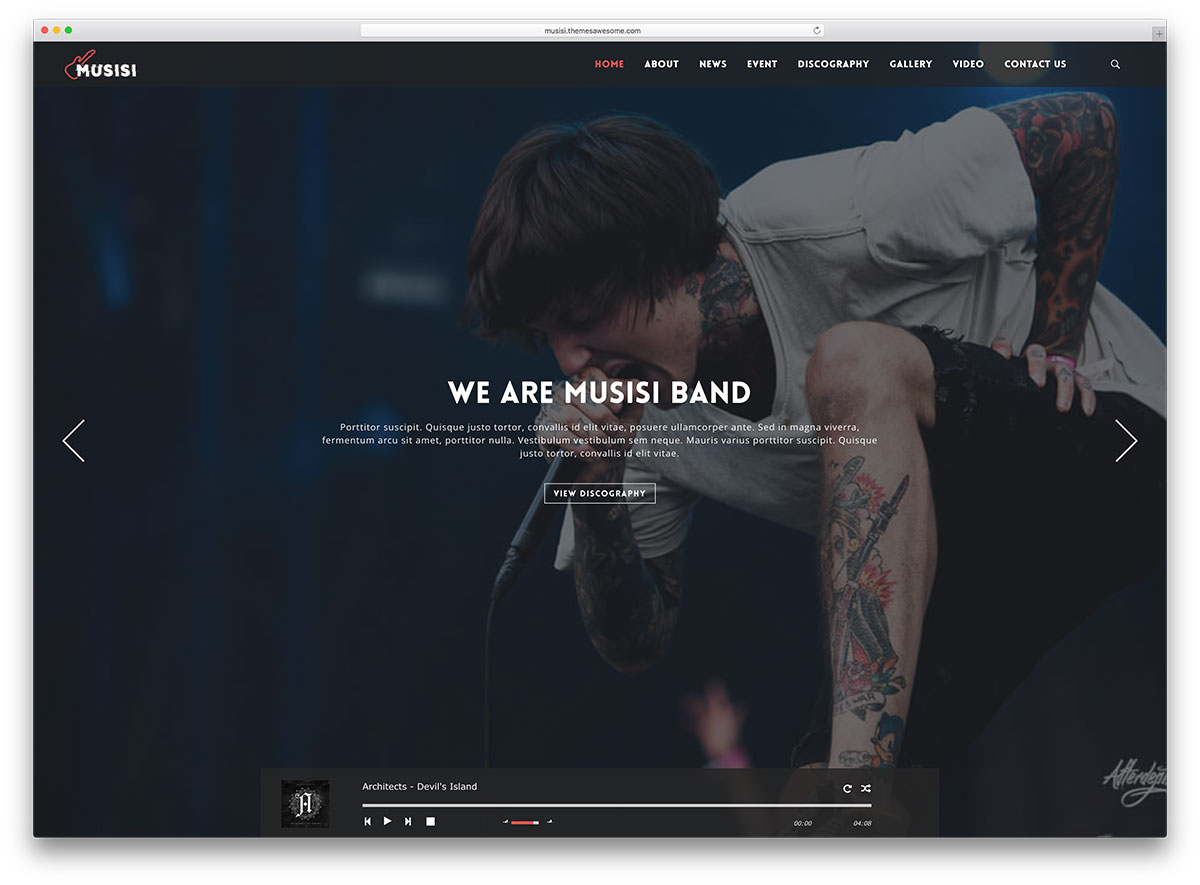 musisi.themesawesome.com
MUSISI
HOME ABOUT NEWS EVENT DISCOGRAPHY GALLERY VIDEO CONTACT US
WE ARE MUSISI BAND
Porttitor suscipit. Quisque justo tortor, convallis id elit vitae, posuere ullamcorper ante. Sed in magna viverra,
fermentum arcu sit amet, porttitor nulla. Vestibulum vestibulum sem neque. Mauris varius porttitor suscipit. Quisque
justo tortor, convallis id elit vitae.
VIEW DISCOGRAPHY
& WAR
Architects - Devil's Island
00:00 04:08